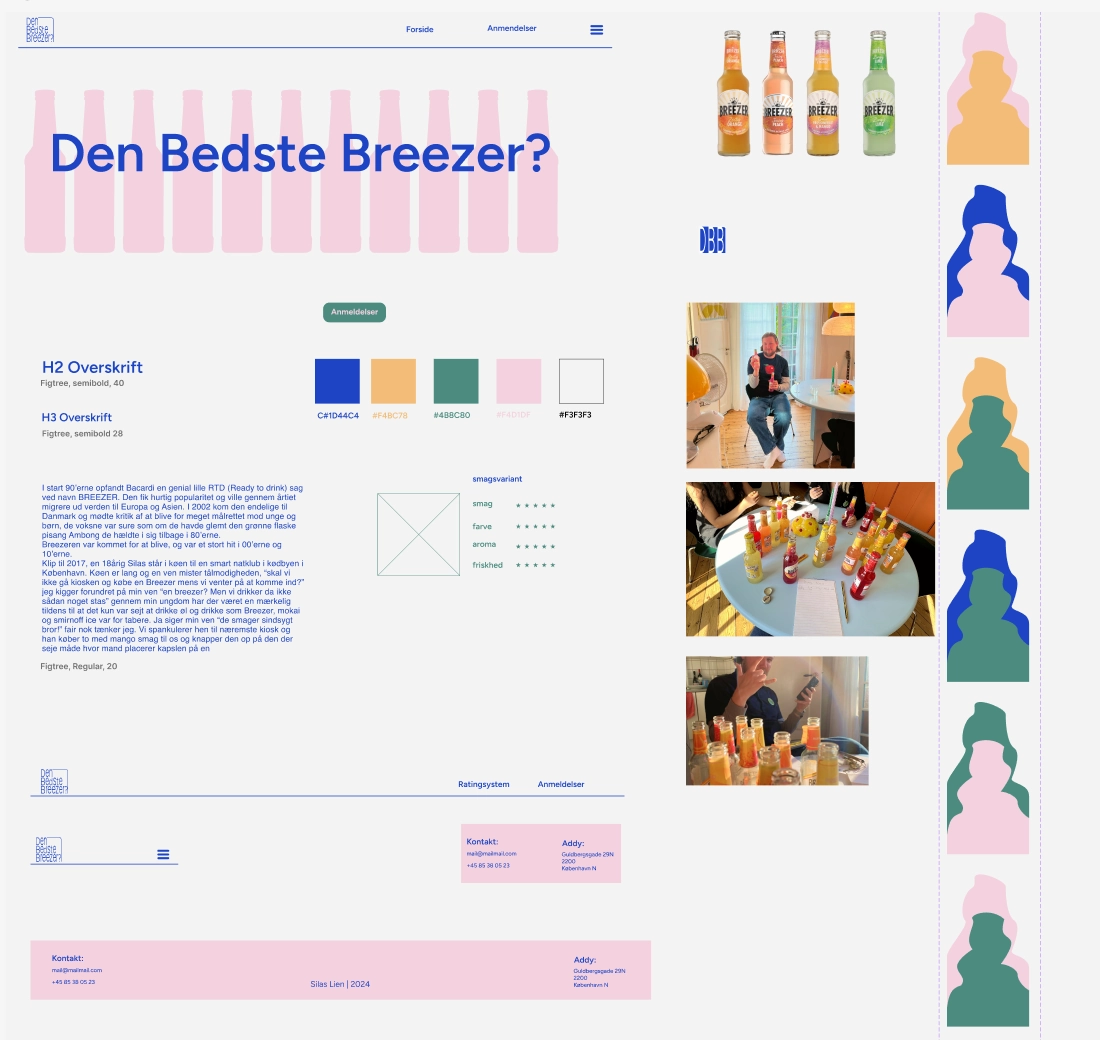 Den
Bedste
Breezer?
Forside
Anmendelser
Den Bedste Breezer?
BREEZER
BREEZER
BREEZER
BREEZER
DBB
Anmeldelser
H2 Overskrift
Figtree, semibold, 40
H3 Overskrift
Figtree, semibold 28
C#1D44C4
#F4BC78
#4B8C80
#F4D1DF
#F3F3F3
I start 90'erne opfandt Bacardi en genial lille RTD (Ready to drink) sag
ved navn BREEZER. Den fik hurtig popularitet og ville gennem årtiet
migrere ud verden til Europa og Asien. I 2002 kom den endelige til
Danmark og mødte kritik af at blive for meget målrettet mod unge og
børn, de voksne var sure som om de havde glemt den grønne flaske
pisang Ambong de hældte i sig tilbage i 80'erne.
Breezeren var kommet for at blive, og var et stort hit i 00'erne og
10'erne.
Klip til 2017, en 18årig Silas står i køen til en smart natklub i kødbyen i
København. Køen er lang og en ven mister tålmodigheden, "skal vi
ikke gå kiosken og købe en Breezer mens vi venter på at komme ind?"
jeg kigger forundret på min ven "en breezer? Men vi drikker da ikke
sådan noget stas" gennem min ungdom har der været en mærkelig
tildens til at det kun var sejt at drikke øl og drikke som Breezer, mokai
og smirnoff ice var for tabere. Ja siger min ven "de smager sindsygt
bror!" fair nok tænker jeg. Vi spankulerer hen til næremste kiosk og
han køber to med mango smag til os og knapper den op på den der
seje måde hvor mand placerer kapslen på en
Figtree, Regular, 20
smagsvariant
smag ★ ★ ★ ★ ★
farve ★ ★ ★ ★ ★
aroma ★ ★ ★ ★ ★
friskhed ★ ★ ★ ★ ★
Den
Bedste
Breezer?
Ratingsystem
Anmeldelser
Den
Bedste
Breezer?
Kontakt:
mail@mailmail.com
+45 85 38 05 23
Addy:
Guldbergsgade 29N
2200
København N
Kontakt:
mail@mailmail.com
+45 85 38 05 23
Silas Lien | 2024
Addy:
Guldbergsgade 29N
2200
København N